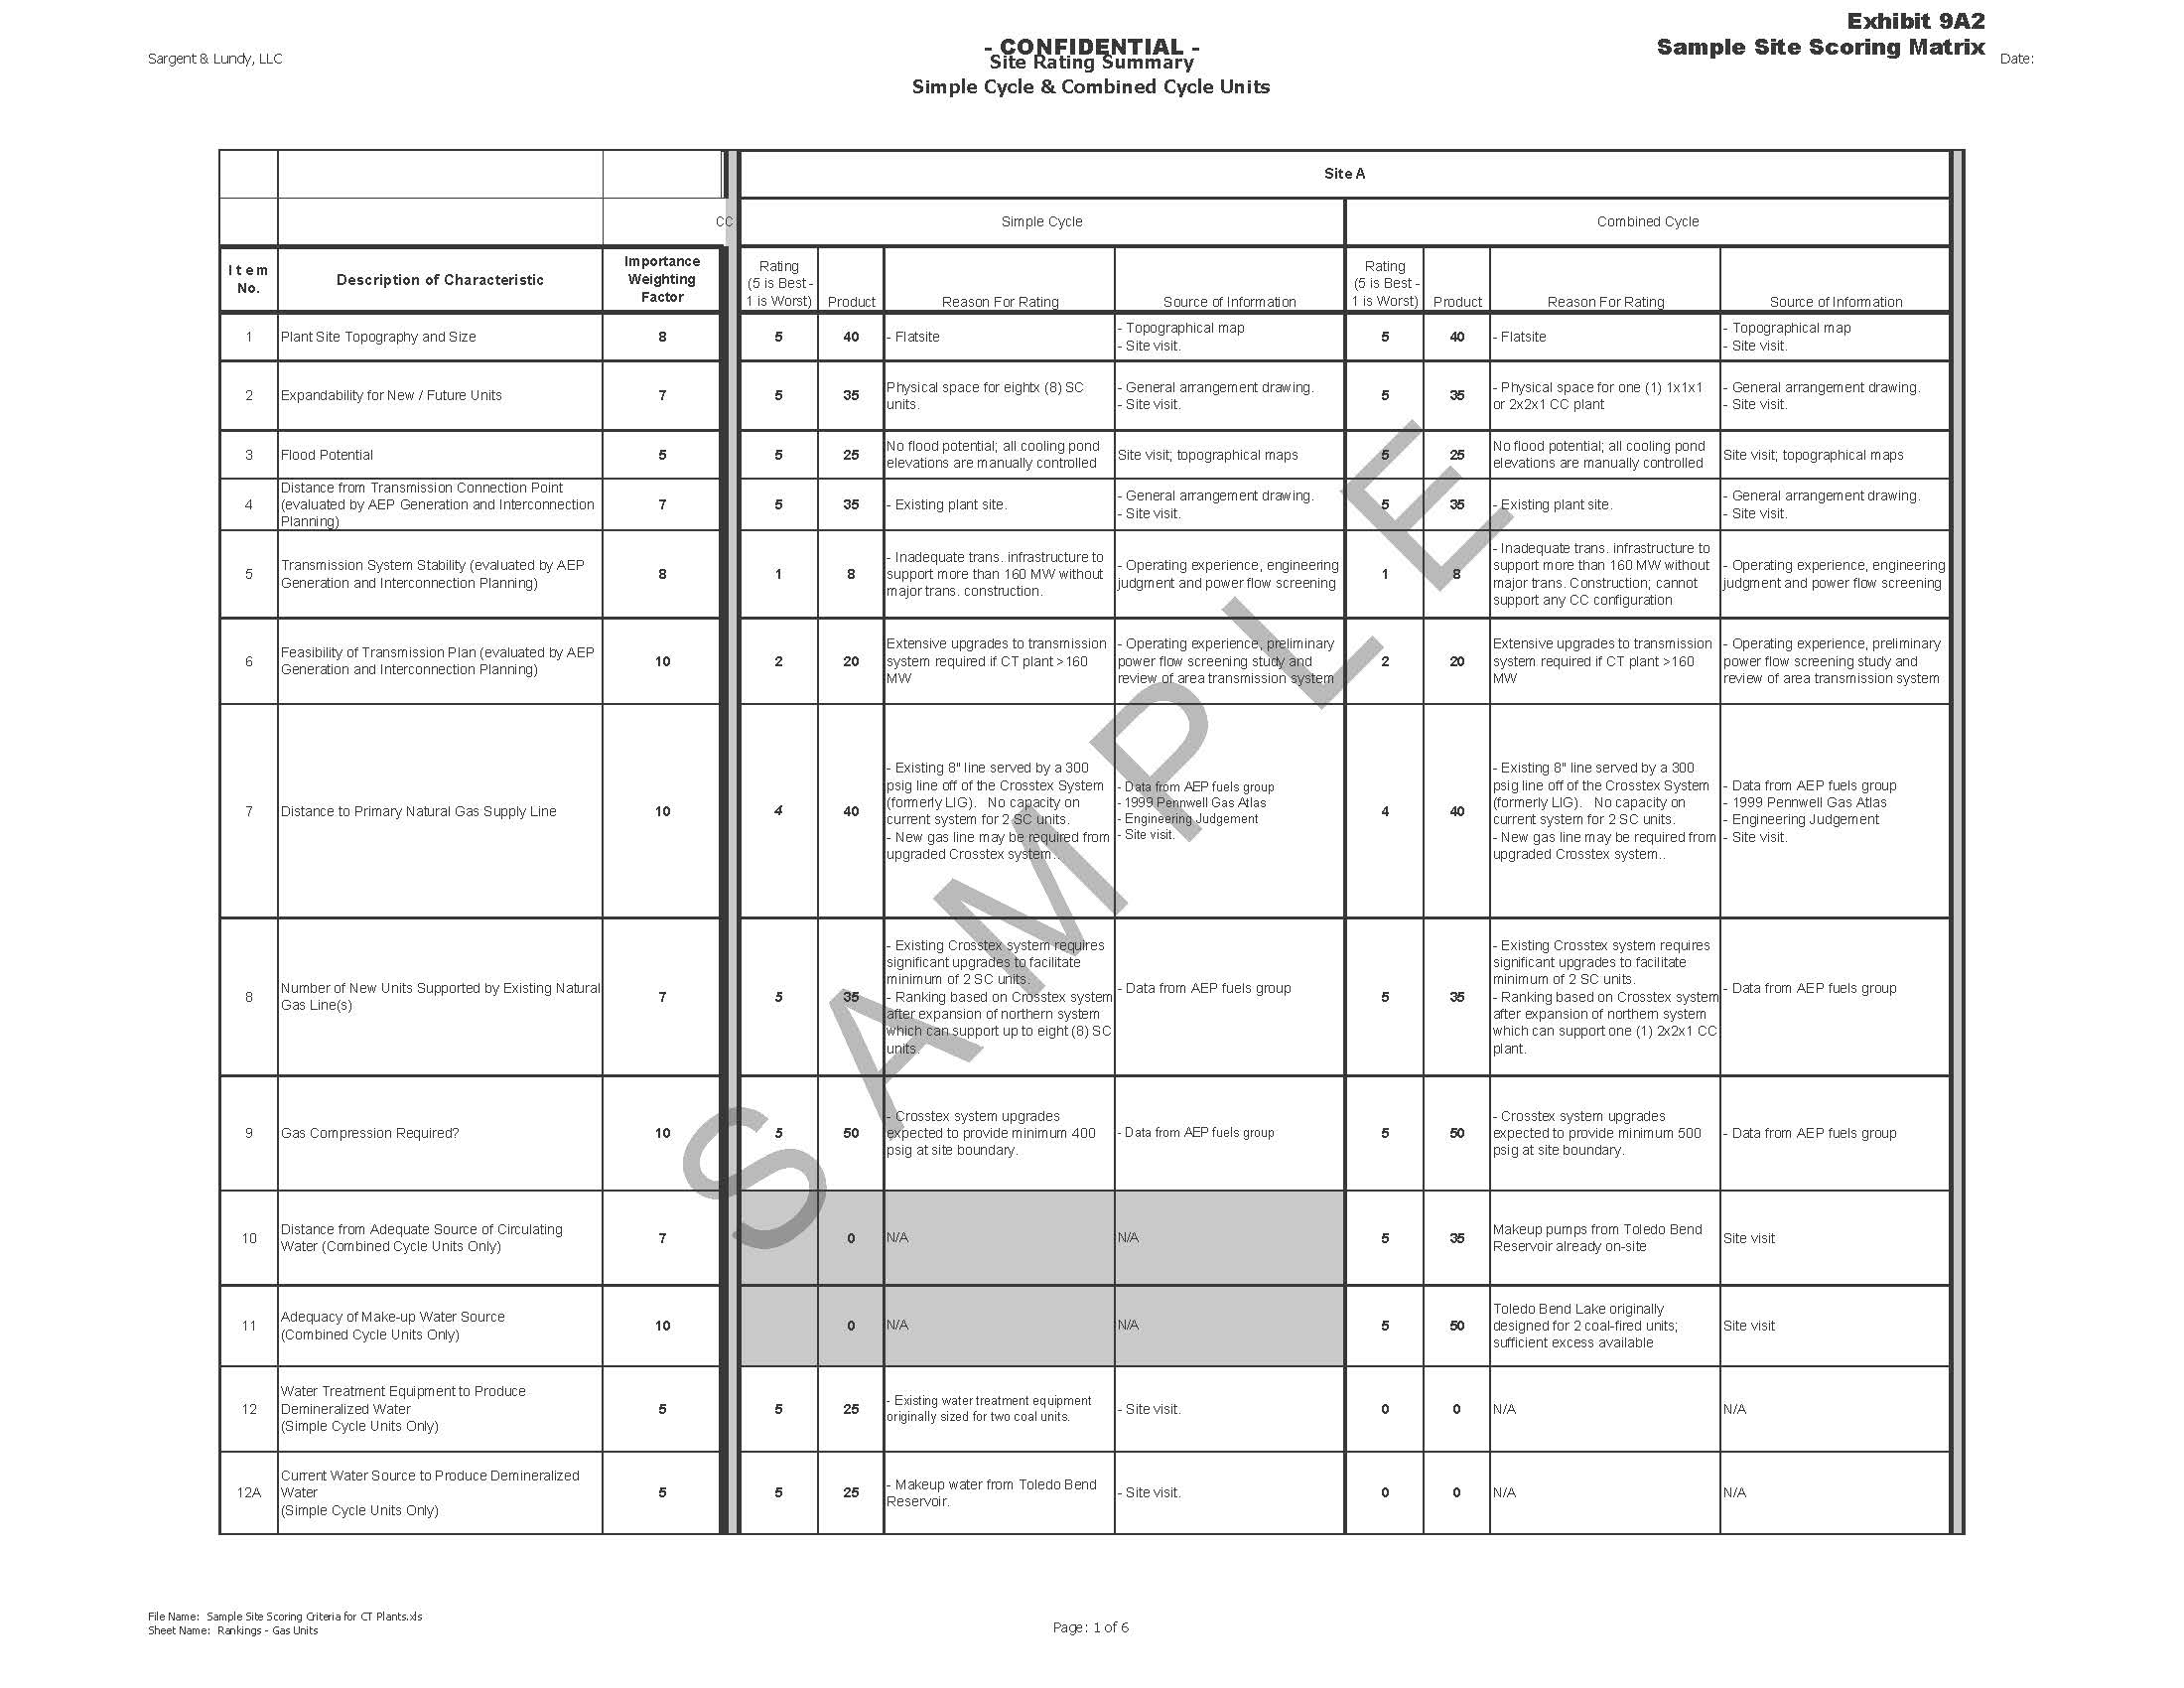 Exhibit 9A2
Sargent & Lundy, LLC
- CONFIDENTIAL -
Sample Site Scoring Matrix
Date:
Site Rating Summary
Simple Cycle & Combined Cycle Units
Site A
CC
Simple Cycle
Combined Cycle
Item
No.
Description of Characteristic
Importance
Weighting
Factor
Rating
(5 is Best -
1 is Worst)
Product
Reason For Rating
Source of Information
Rating
(5 is Best -
1 is Worst)
Product
Reason For Rating
Source of Information
1
Plant Site Topography and Size
8
5
40
- Flatsite
- Topographical map
- Site visit.
5
40
- Flatsite
- Topographical map
- Site visit.
2
Expandability for New / Future Units
7
5
35
Physical space for eightx (8) SC
units.
- General arrangement drawing.
- Site visit.
5
35
- Physical space for one (1) 1x1x1
or 2x2x1 CC plant
- General arrangement drawing.
- Site visit.
3
Flood Potential
5
5
25
No flood potential; all cooling pond
elevations are manually controlled
Site visit; topographical maps
5
25
No flood potential; all cooling pond
elevations are manually controlled
Site visit; topographical maps
4
Distance from Transmission Connection Point
(evaluated by AEP Generation and Interconnection
Planning)
7
5
35
- Existing plant site.
- General arrangement drawing.
- Site visit.
5
35
- Existing plant site.
- General arrangement drawing.
- Site visit.
5
Transmission System Stability (evaluated by AEP
Generation and Interconnection Planning)
8
1
8
- Inadequate trans. infrastructure to
support more than 160 MW without
major trans. construction.
- Operating experience, engineering
judgment and power flow screening
1
8
- Inadequate trans. infrastructure to
support more than 160 MW without
major trans. Construction; cannot
support any CC configuration
- Operating experience, engineering
judgment and power flow screening
6
Feasibility of Transmission Plan (evaluated by AEP
Generation and Interconnection Planning)
10
2
20
Extensive upgrades to transmission
system required if CT plant >160
MW
- Operating experience, preliminary
power flow screening study and
review of area transmission system
2
20
Extensive upgrades to transmission
system required if CT plant >160
MW
- Operating experience, preliminary
power flow screening study and
review of area transmission system
7
Distance to Primary Natural Gas Supply Line
10
4
40
- Existing 8" line served by a 300
psig line off of the Crosstex System
(formerly LIG).   No capacity on
current system for 2 SC units.
- New gas line may be required from
upgraded Crosstex system..
- Data from AEP fuels group
- 1999 Pennwell Gas Atlas
- Engineering Judgement
- Site visit.
4
40
- Existing 8" line served by a 300
psig line off of the Crosstex System
(formerly LIG).   No capacity on
current system for 2 SC units.
- New gas line may be required from
upgraded Crosstex system..
- Data from AEP fuels group
- 1999 Pennwell Gas Atlas
- Engineering Judgement
- Site visit.
8
Number of New Units Supported by Existing Natural
Gas Line(s)
7
5
35
- Existing Crosstex system requires
significant upgrades to facilitate
minimum of 2 SC units.
- Ranking based on Crosstex system
after expansion of northern system
which can support up to eight (8) SC
units.
- Data from AEP fuels group
5
35
- Existing Crosstex system requires
significant upgrades to facilitate
minimum of 2 SC units.
- Ranking based on Crosstex system
after expansion of northern system
which can support one (1) 2x2x1 CC
plant.
- Data from AEP fuels group
9
Gas Compression Required?
10
5
50
- Crosstex system upgrades
expected to provide minimum 400
psig at site boundary.
- Data from AEP fuels group
5
50
- Crosstex system upgrades
expected to provide minimum 500
psig at site boundary.
- Data from AEP fuels group
10
Distance from Adequate Source of Circulating
Water (Combined Cycle Units Only)
7
0
N/A
N/A
5
35
Makeup pumps from Toledo Bend
Reservoir already on-site
Site visit
11
Adequacy of Make-up Water Source
(Combined Cycle Units Only)
10
0
N/A
N/A
5
50
Toledo Bend Lake originally
designed for 2 coal-fired units;
sufficient excess available
Site visit
12
Water Treatment Equipment to Produce
Demineralized Water
(Simple Cycle Units Only)
5
5
25
- Existing water treatment equipment
originally sized for two coal units.
- Site visit.
0
0
N/A
N/A
12A
Current Water Source to Produce Demineralized
Water
(Simple Cycle Units Only)
5
5
25
- Makeup water from Toledo Bend
Reservoir.
- Site visit.
0
0
N/A
N/A
SAMPLE
File Name:  Sample Site Scoring Criteria for CT Plants.xls
Sheet Name:  Rankings - Gas Units
Page: 1 of 6